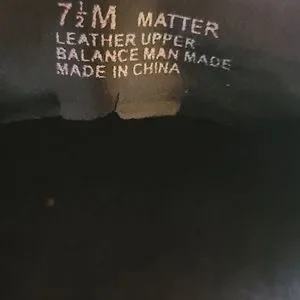 7½M MATTER
LEATHER UPPER
BALANCE MAN MADE
MADE IN CHINA